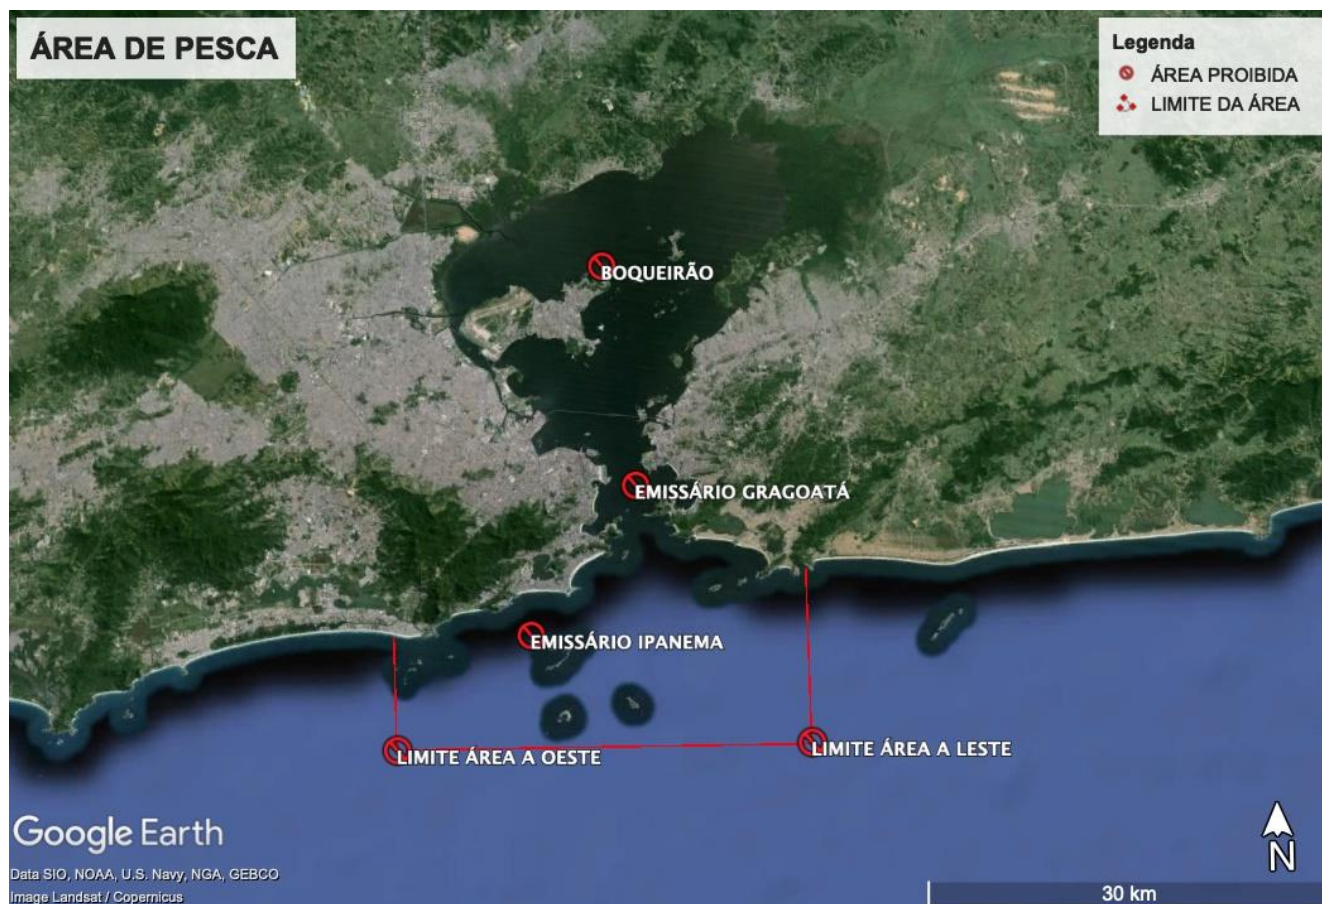 ÁREA DE PESCA
Legenda
ÁREA PROIBIDA
LIMITE DA ÁREA
BOQUEIRÃO
EMISSÁRIO GRAGOATÁ
EMISSÁRIO IPANEMA
LIMITE ÁREA A OESTE
LIMITE ÁREA A LESTE
Google Earth
N
Data SIO, NOAA, U.S. Navy, NGA, GEBCO
Image Landsat / Copernicus
30 km